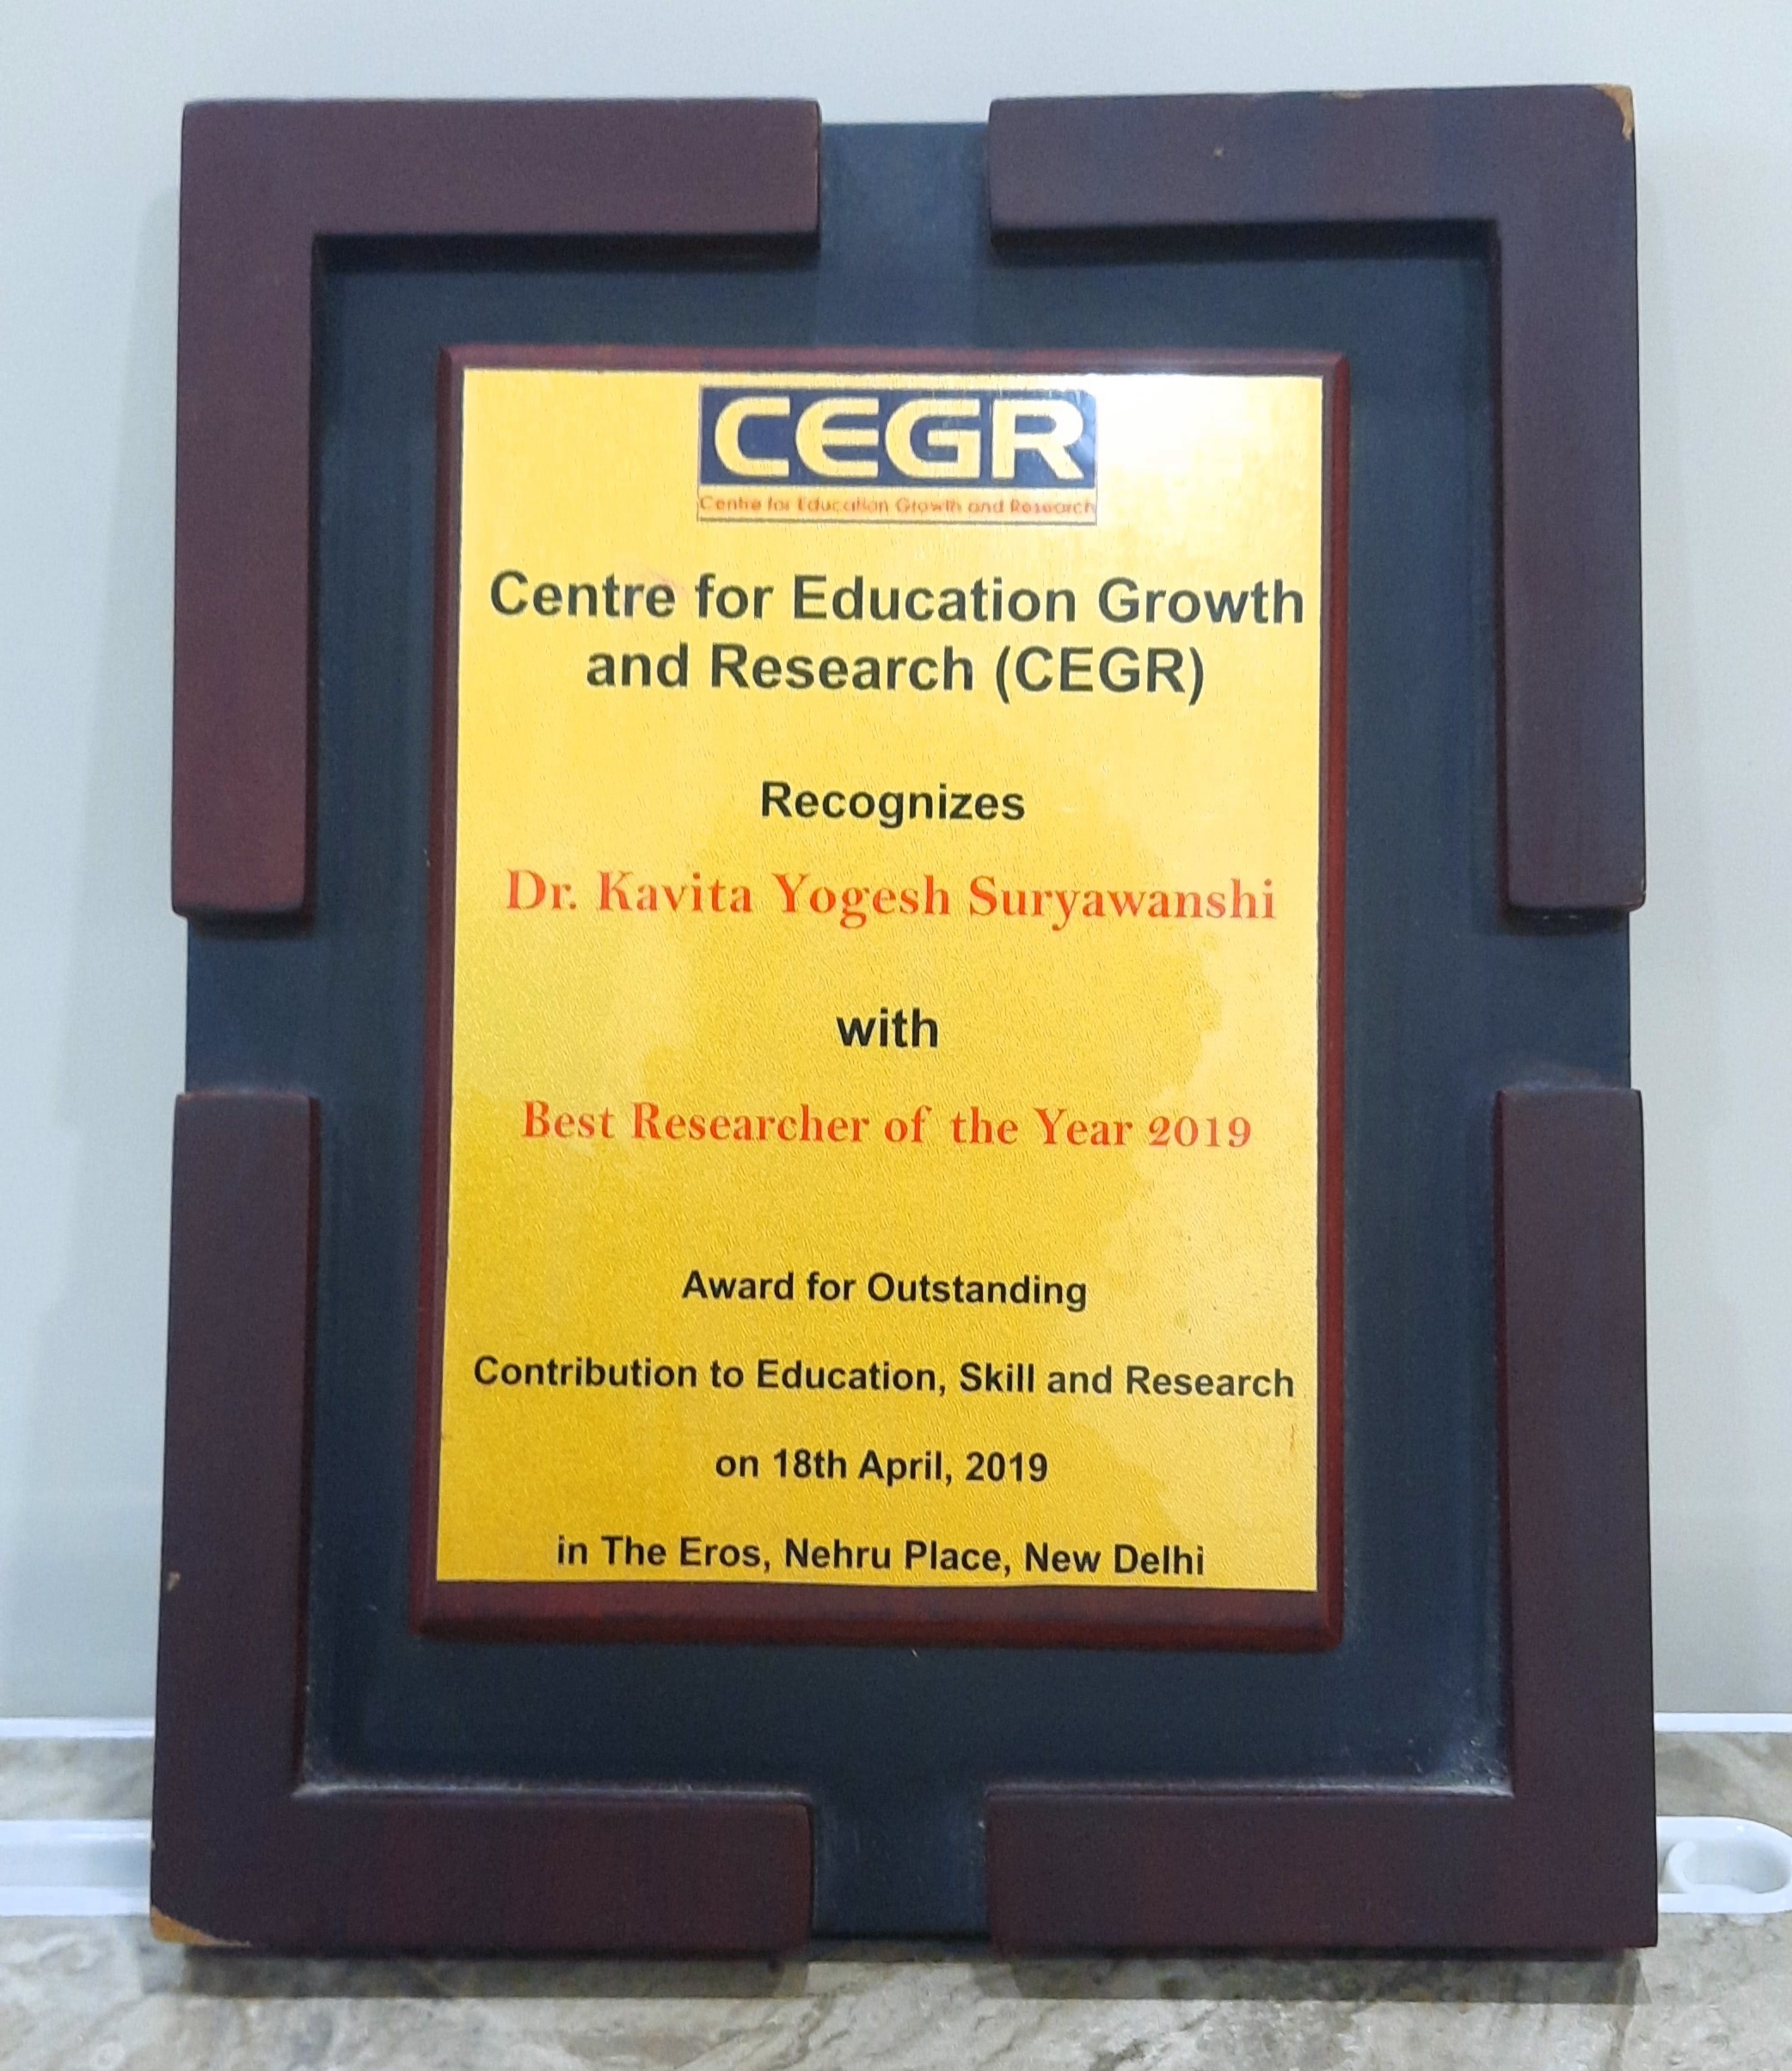 CEGR
Centre for Education Growth and Research
Centre for Education Growth
and Research (CEGR)
Recognizes
Dr. Kavita Yogesh Suryawanshi
with
Best Researcher of the Year 2019
Award for Outstanding
Contribution to Education, Skill and Research
on 18th April, 2019
in The Eros, Nehru Place, New Delhi